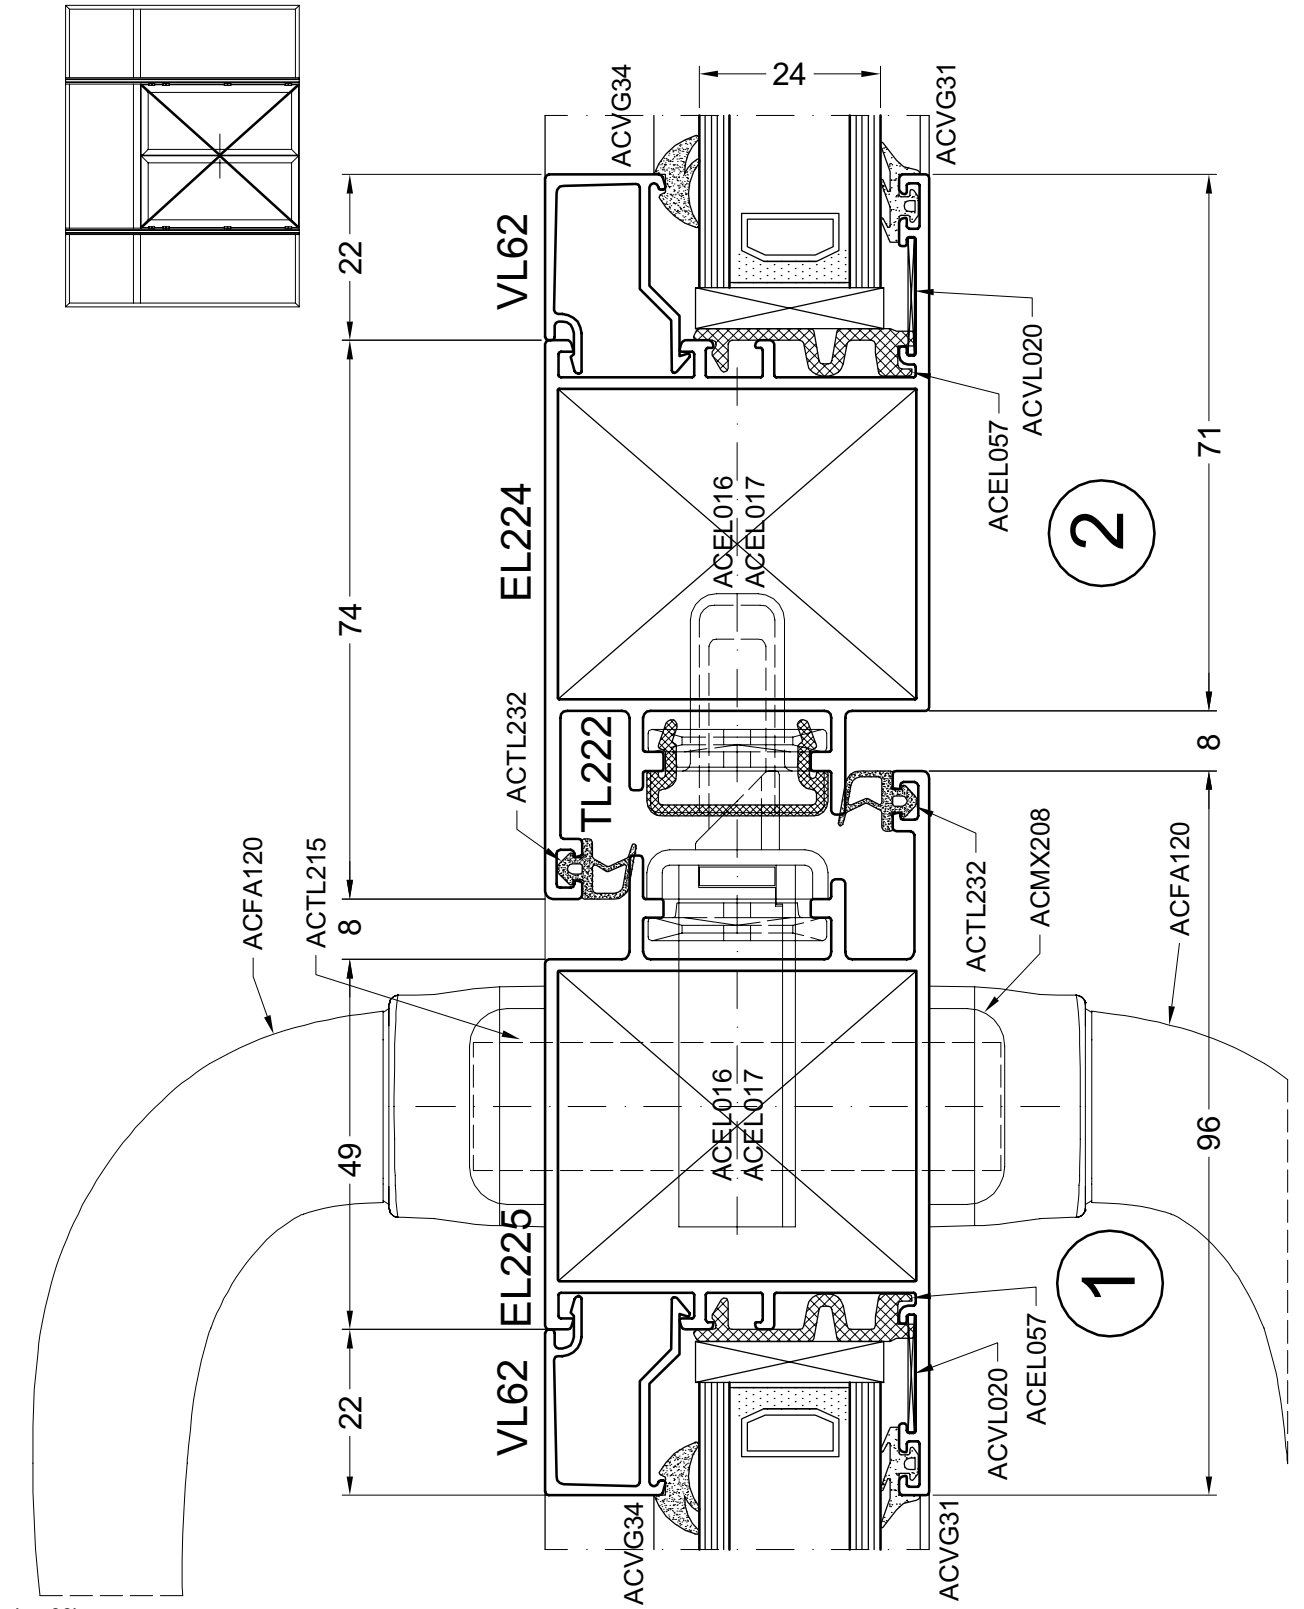 ACVG34
24
ACVG31
22
VL62
ACVL020
ACEL057
71
EL224
ACEL016
ACEL017
2
74
ACTL232
TL222
8
ACFA120
ACTL215
8
ACTL232
ACMX208
ACFA120
49
ACEL016
ACEL017
96
EL225
1
22
VL62
ACVL020
ACEL057
ACVG34
ACVG31